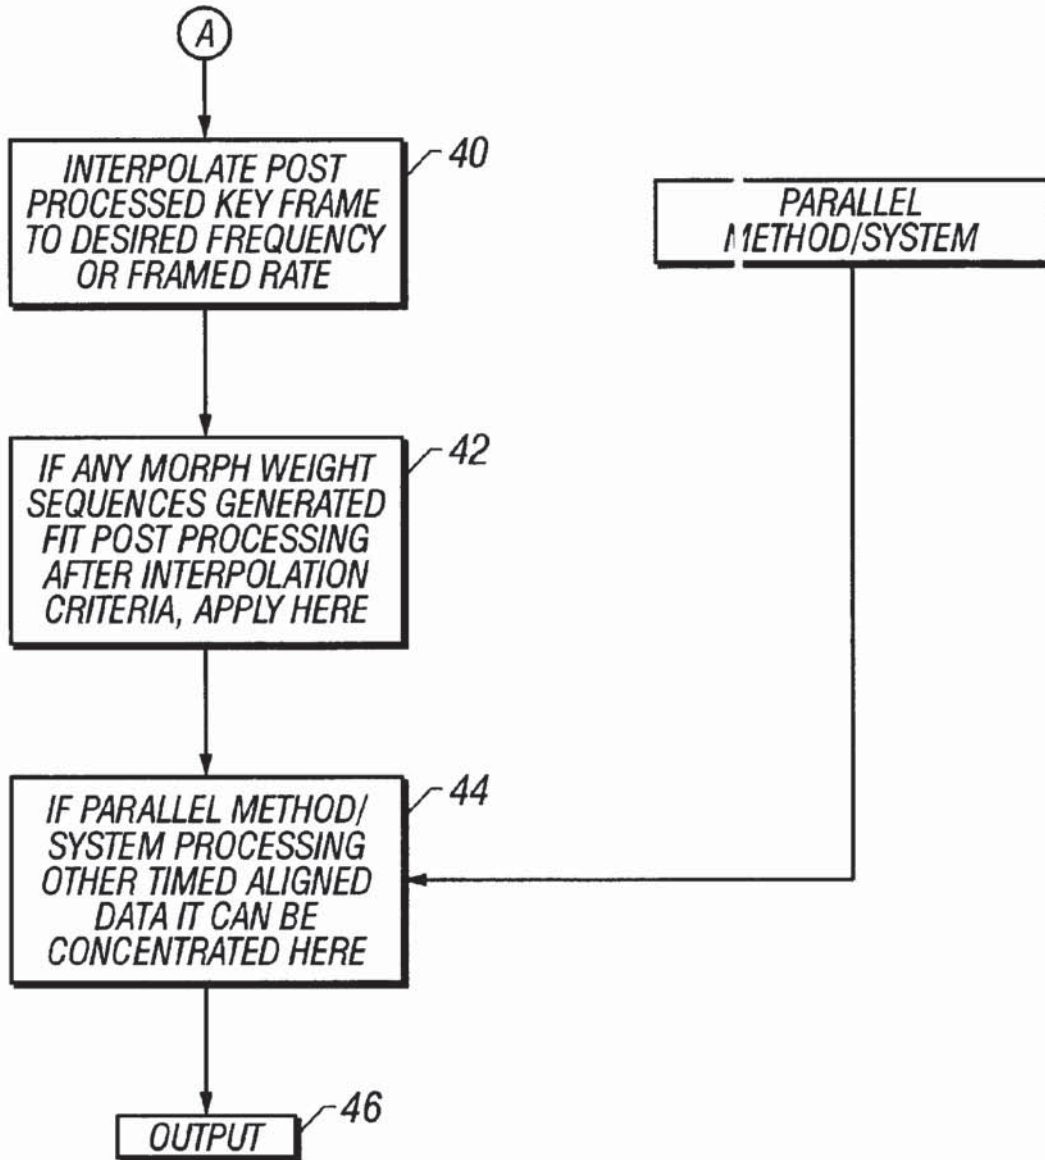 A
INTERPOLATE POST
PROCESSED KEY FRAME
TO DESIRED FREQUENCY
OR FRAMED RATE
40
PARALLEL
METHOD/SYSTEM
IF ANY MORPH WEIGHT
SEQUENCES GENERATED
FIT POST PROCESSING
AFTER INTERPOLATION
CRITERIA, APPLY HERE
42
IF PARALLEL METHOD/
SYSTEM PROCESSING
OTHER TIMED ALIGNED
DATA IT CAN BE
CONCENTRATED HERE
44
OUTPUT
46